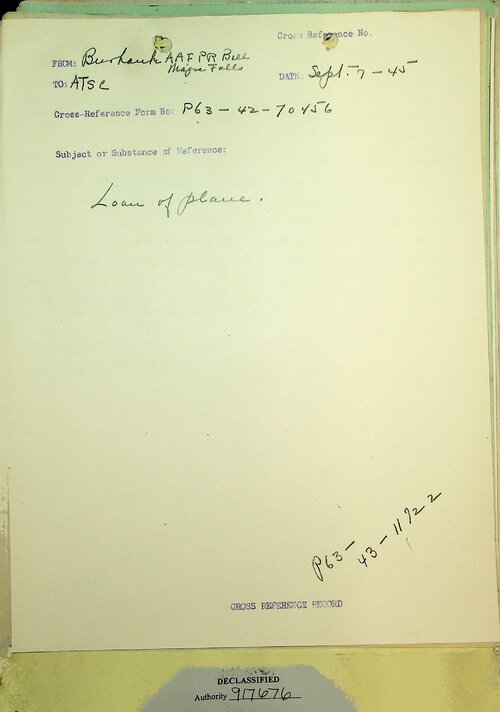 Cross Reference No.
FROM: Burbank AAF PR Bell
Niagra Falls
TO: ATSC
DATE: Sept. 7-45
Cross-Reference Form No: P63-42-70456
Subject or Substance of Reference:
Loan of plane.
P63-
43-11722
CROSS REFERENCE RECORD
DECLASSIFIED
Authority 917676